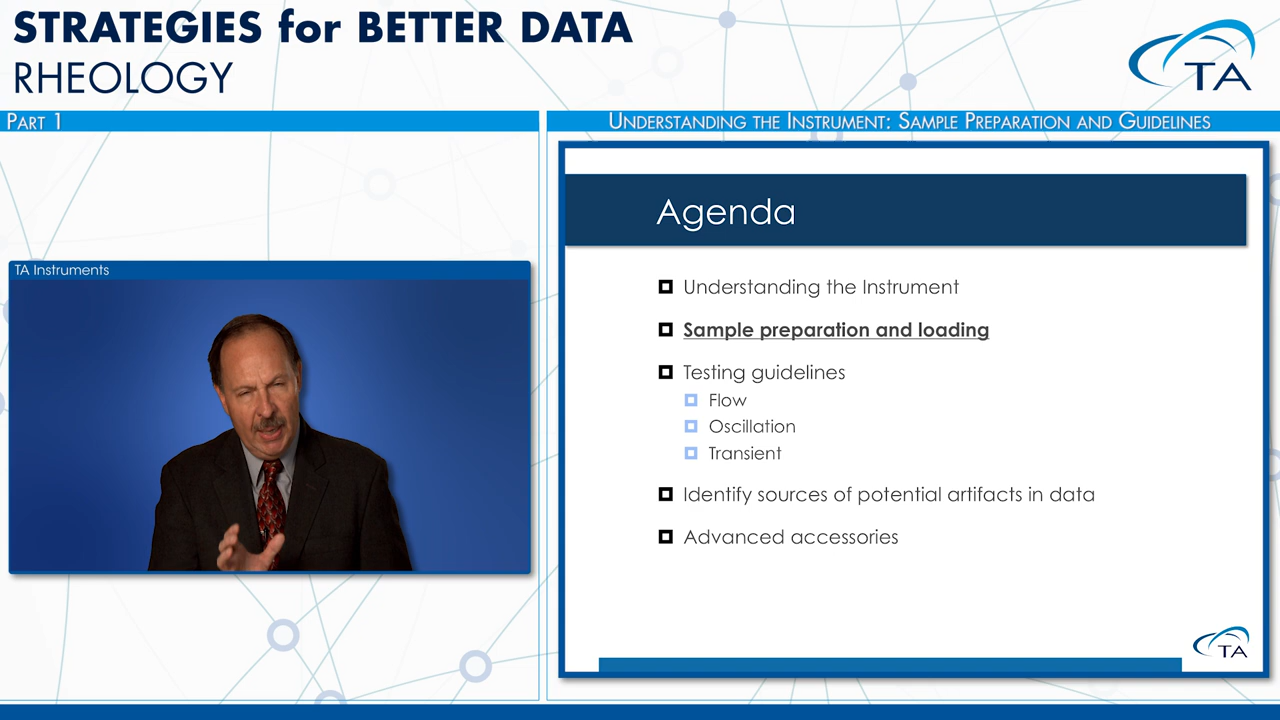 STRATEGIES for BETTER DATA
RHEOLOGY
TA
PART 1
UNDERSTANDING THE INSTRUMENT: SAMPLE PREPARATION AND GUIDELINES
TA Instruments
Agenda
Understanding the Instrument
Sample preparation and loading
Testing guidelines
Flow
Oscillation
Transient
Identify sources of potential artifacts in data
Advanced accessories
TA